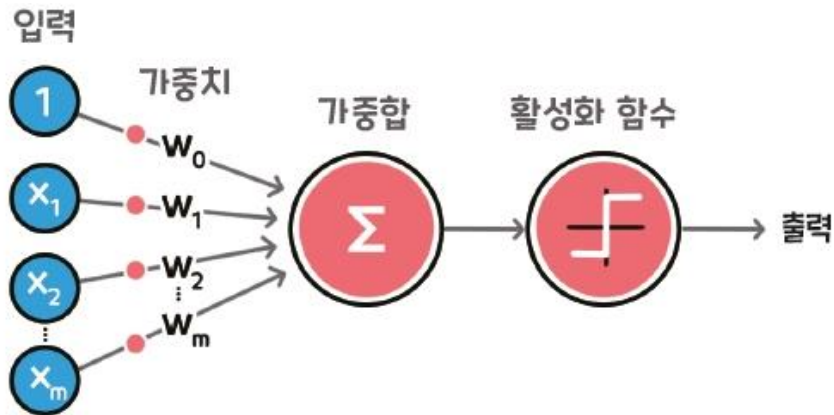 입력
가중치
가중합
활성화 함수
1
W₀
X₁
W₁
Σ
출력
X₂
W₂
⋮
Wₘ
⋮
Xₘ